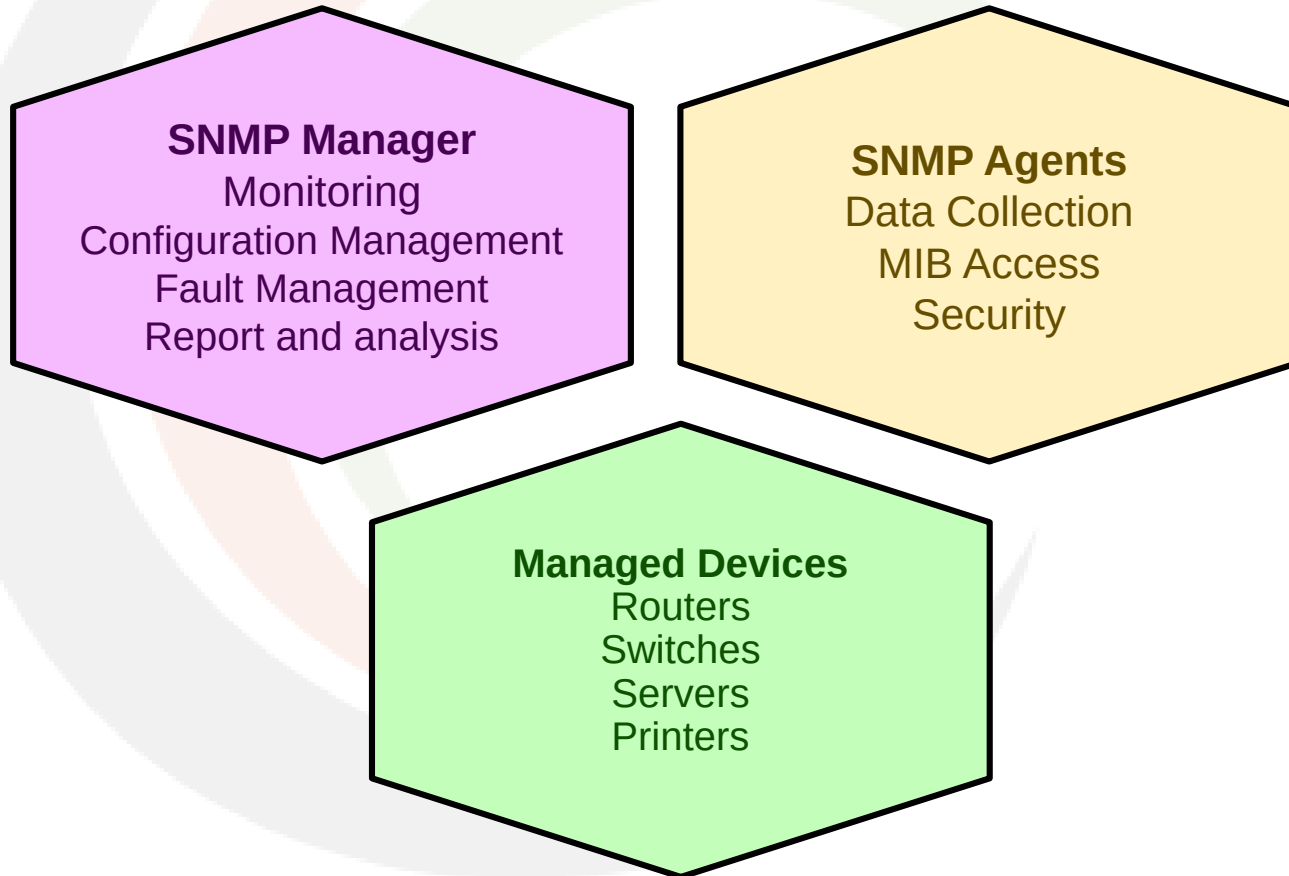 SNMP Manager
Monitoring
Configuration Management
Fault Management
Report and analysis
SNMP Agents
Data Collection
MIB Access
Security
Managed Devices
Routers
Switches
Servers
Printers